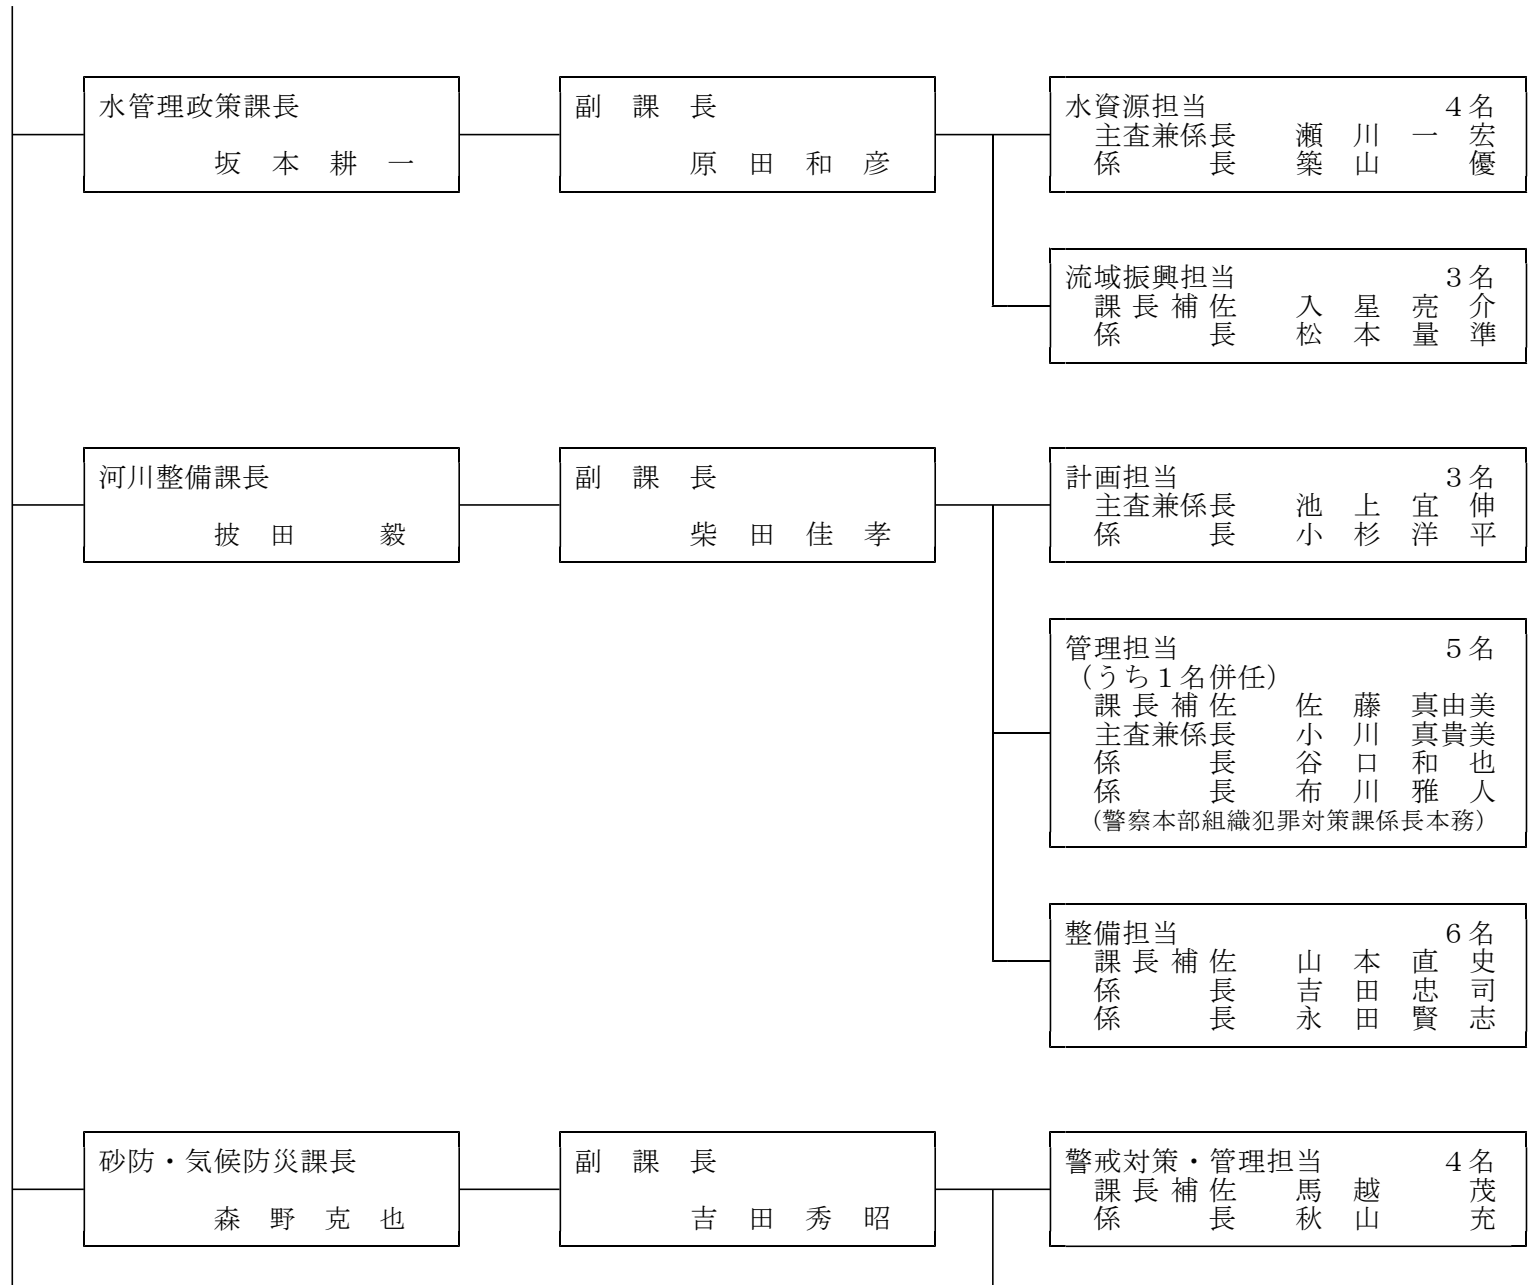 水管理政策課長
坂本耕一
副課長
原田和彦
水資源担当 ４名
主査兼係長 瀬川一宏
係長 築山優
流域振興担当 ３名
課長補佐 入星亮介
係長 松本量準
河川整備課長
披田毅
副課長
柴田佳孝
計画担当 ３名
主査兼係長 池上宜伸
係長 小杉洋平
管理担当 ５名
（うち１名併任）
課長補佐 佐藤真由美
主査兼係長 小川真貴美
係長 谷口和也
係長 布川雅人
(警察本部組織犯罪対策課係長本務)
整備担当 ６名
課長補佐 山本直史
係長 吉田忠司
係長 永田賢志
砂防・気候防災課長
森野克也
副課長
吉田秀昭
警戒対策・管理担当 ４名
課長補佐 馬越茂
係長 秋山充